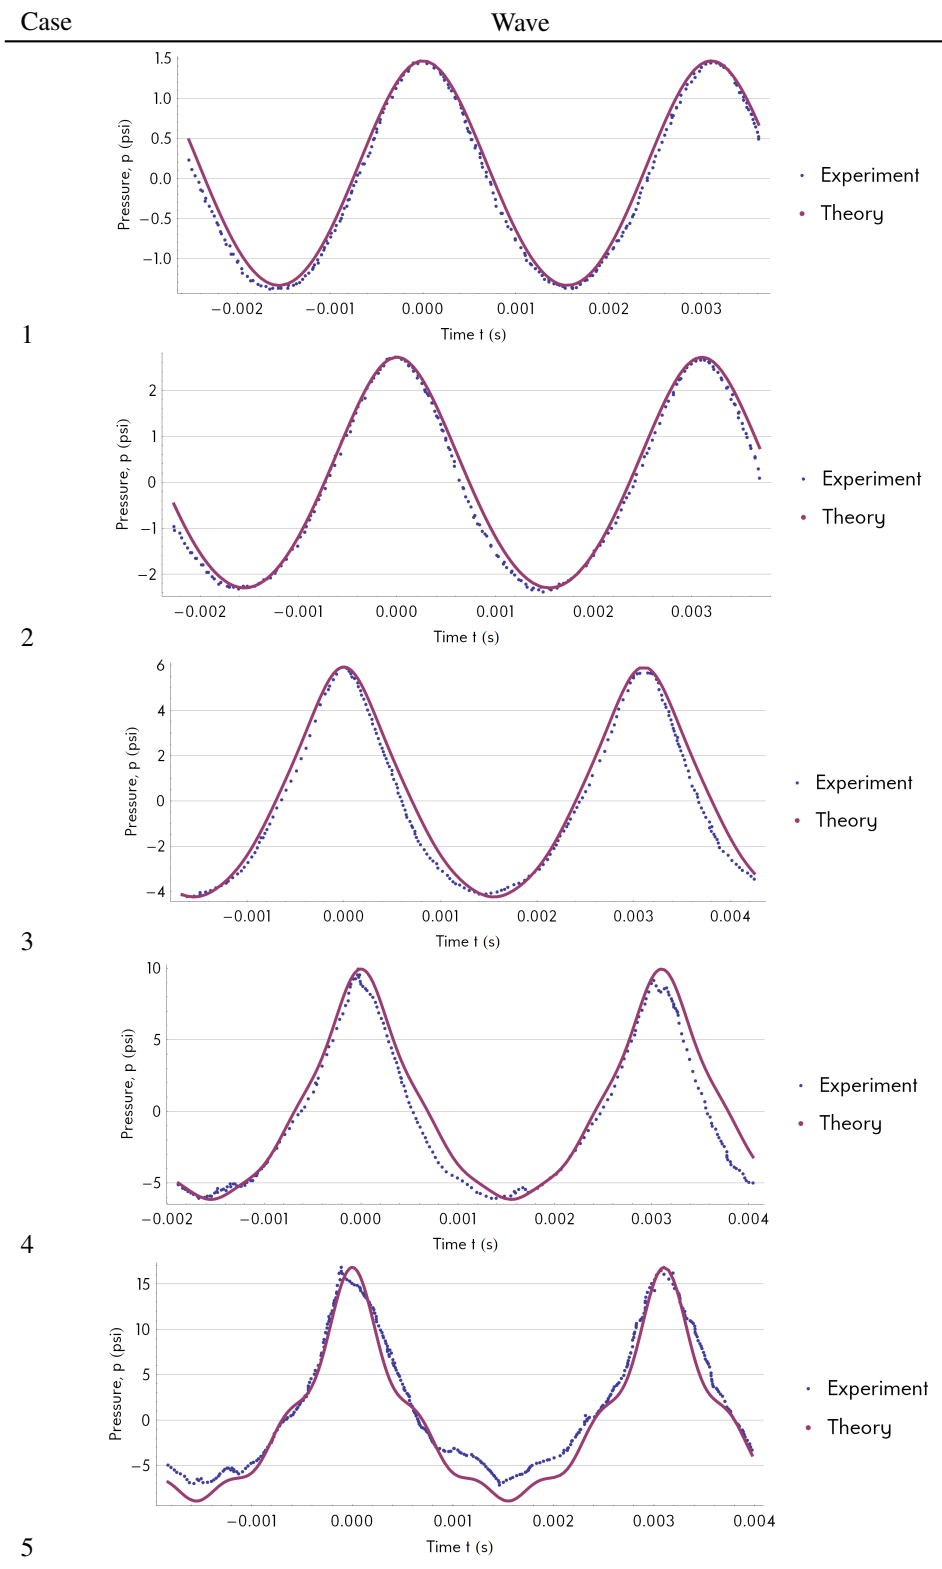 Case Wave
1.5
1.0
0.5
0.0
−0.5
−1.0
Pressure, p (psi)
−0.002 −0.001 0.000 0.001 0.002 0.003
Time t (s)
Experiment
Theory
1
2
1
0
−1
−2
Pressure, p (psi)
−0.002 −0.001 0.000 0.001 0.002 0.003
Time t (s)
Experiment
Theory
2
6
4
2
0
−2
−4
Pressure, p (psi)
−0.001 0.000 0.001 0.002 0.003 0.004
Time t (s)
Experiment
Theory
3
10
5
0
−5
Pressure, p (psi)
−0.002 −0.001 0.000 0.001 0.002 0.003 0.004
Time t (s)
Experiment
Theory
4
15
10
5
0
−5
Pressure, p (psi)
−0.001 0.000 0.001 0.002 0.003 0.004
Time t (s)
Experiment
Theory
5